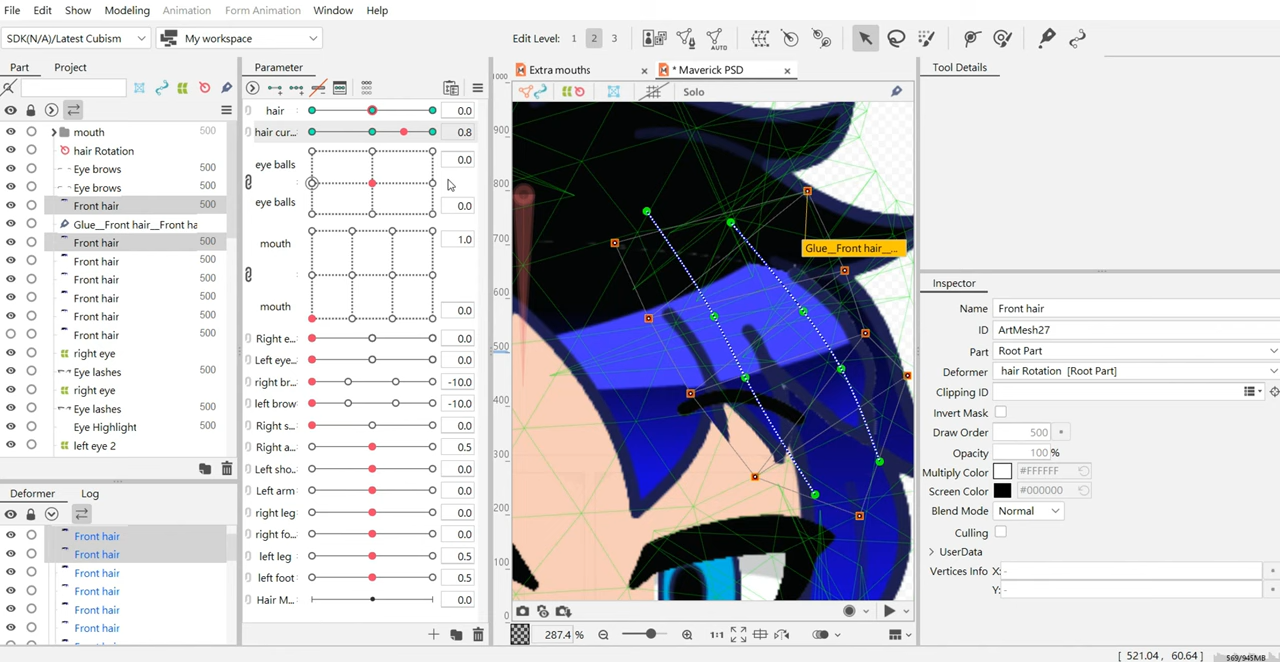 File Edit Show Modeling Animation Form Animation Window Help
SDK(N/A)/Latest Cubism My workspace Edit Level: 1 2 3 AUTO
Part Project
Parameter
Extra mouths * Maverick PSD
Tool Details
Solo
hair 0.0
hair cur... 0.8
eye balls 0.0
eye balls 0.0
mouth 1.0
mouth 0.0
Right e... 0.0
Left eye... 0.0
right br... -10.0
left brow -10.0
Right s... 0.0
Right a... 0.5
Left sho... 0.0
Left arm 0.0
right leg 0.0
right fo... 0.0
left leg 0.5
left foot 0.5
Hair M... 0.0
mouth 500
hair Rotation
Eye brows 500
Eye brows 500
Front hair 500
Glue__Front hair__Front ha
Front hair 500
Front hair 500
Front hair 500
Front hair 500
Front hair 500
Front hair 500
right eye
Eye lashes 500
right eye
Eye lashes 500
Eye Highlight 500
left eye 2
Deformer Log
Front hair
Front hair
Front hair
Front hair
Front hair
Front hair
1000
900
800
700
600
500
400
300
200
100
0
Glue__Front hair__...
287.4 % 1:1
Inspector
Name Front hair
ID ArtMesh27
Part Root Part
Deformer hair Rotation [Root Part]
Clipping ID
Invert Mask
Draw Order 500
Opacity 100 %
Multiply Color #FFFFFF
Screen Color #000000
Blend Mode Normal
Culling
UserData
Vertices Info X: -
Y: -
[ 521.04, 60.64 ] 569/945MB